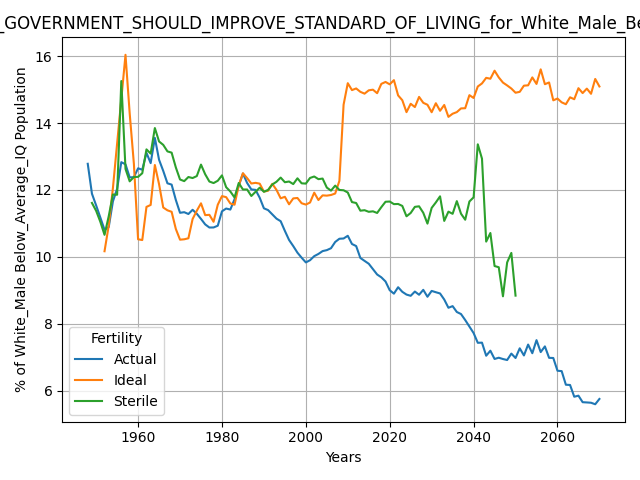 _GOVERNMENT_SHOULD_IMPROVE_STANDARD_OF_LIVING_for_White_Male_Be
% of White_Male Below_Average_IQ Population
16
14
12
10
8
6
Fertility
Actual
Ideal
Sterile
1960
1980
2000
2020
2040
2060
Years